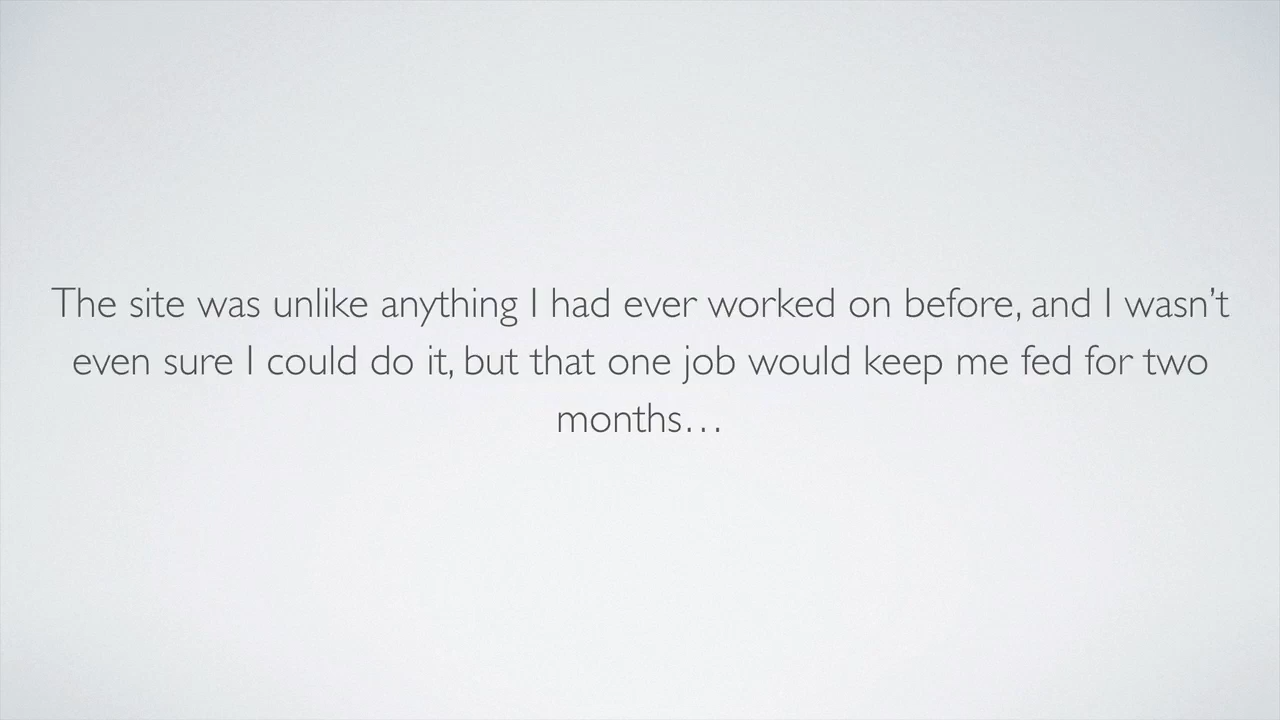 The site was unlike anything I had ever worked on before, and I wasn’t
even sure I could do it, but that one job would keep me fed for two
months…